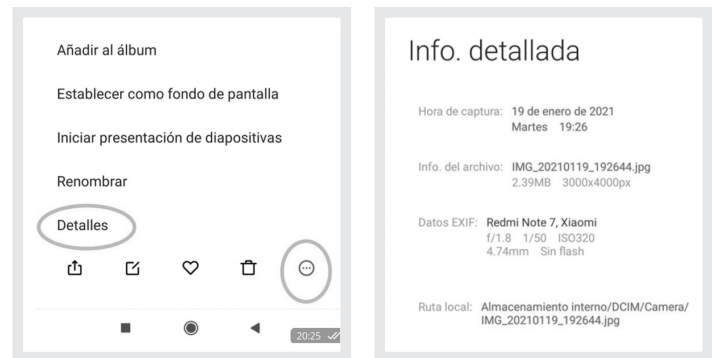 Añadir al álbum
Establecer como fondo de pantalla
Iniciar presentación de diapositivas
Renombrar
Detalles
20:25
Info. detallada
Hora de captura: 19 de enero de 2021
Martes 19:26
Info. del archivo: IMG_20210119_192644.jpg
2.39MB 3000x4000px
Datos EXIF: Redmi Note 7, Xiaomi
f/1.8 1/50 ISO320
4.74mm Sin flash
Ruta local: Almacenamiento interno/DCIM/Camera/
IMG_20210119_192644.jpg